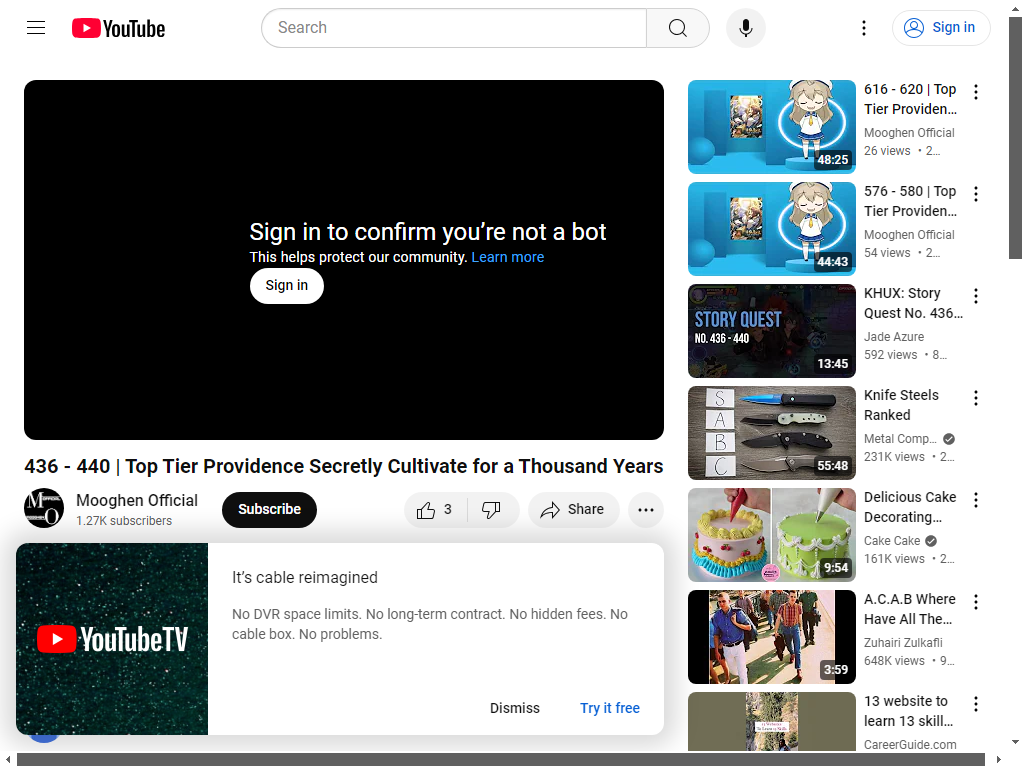 YouTube
Search
Sign in
Sign in to confirm you’re not a bot
This helps protect our community. Learn more
Sign in
436 - 440 | Top Tier Providence Secretly Cultivate for a Thousand Years
Mooghen Official
1.27K subscribers
Subscribe
3
Share
YouTubeTV
It’s cable reimagined
No DVR space limits. No long-term contract. No hidden fees. No
cable box. No problems.
Dismiss
Try it free
48:25
616 - 620 | Top
Tier Providen...
Mooghen Official
26 views • 2...
44:43
576 - 580 | Top
Tier Providen...
Mooghen Official
54 views • 2...
STORY QUEST
NO. 436 - 440
13:45
KHUX: Story
Quest No. 436...
Jade Azure
592 views • 8...
S
A
B
C
55:48
Knife Steels
Ranked
Metal Comp...
231K views • 2...
9:54
Delicious Cake
Decorating...
Cake Cake
161K views • 2...
3:59
A.C.A.B Where
Have All The...
Zuhairi Zulkafli
648K views • 9...
13 website to
learn 13 skill...
CareerGuide.com